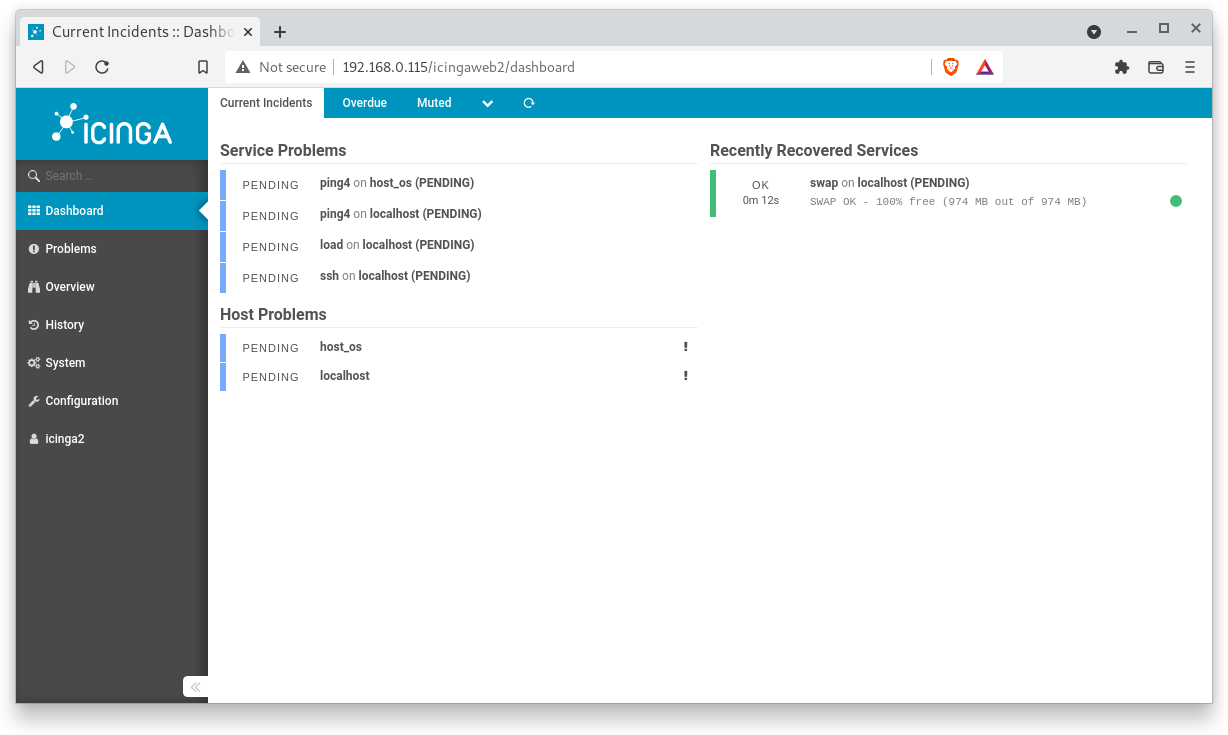 Current Incidents :: Dashbo
Not secure 192.168.0.115/icingaweb2/dashboard
ICINGA
Search …
Dashboard
Problems
Overview
History
System
Configuration
icinga2
Current Incidents Overdue Muted
Service Problems
PENDING ping4 on host_os (PENDING)
PENDING ping4 on localhost (PENDING)
PENDING load on localhost (PENDING)
PENDING ssh on localhost (PENDING)
Host Problems
PENDING host_os !
PENDING localhost !
Recently Recovered Services
OK swap on localhost (PENDING)
0m 12s SWAP OK - 100% free (974 MB out of 974 MB)